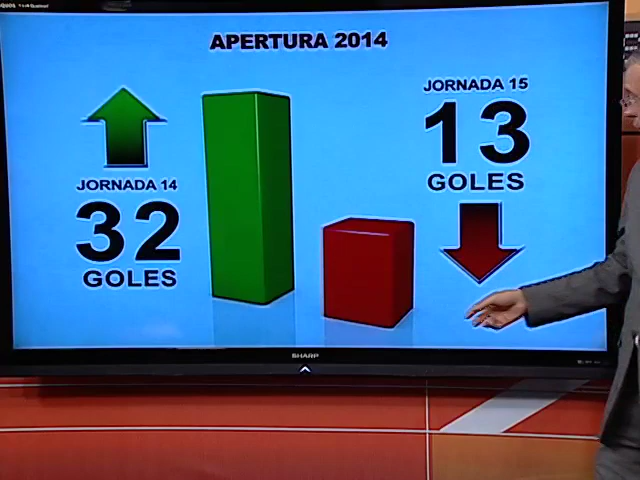 APERTURA 2014
JORNADA 14
32
GOLES
JORNADA 15
13
GOLES
SHARP